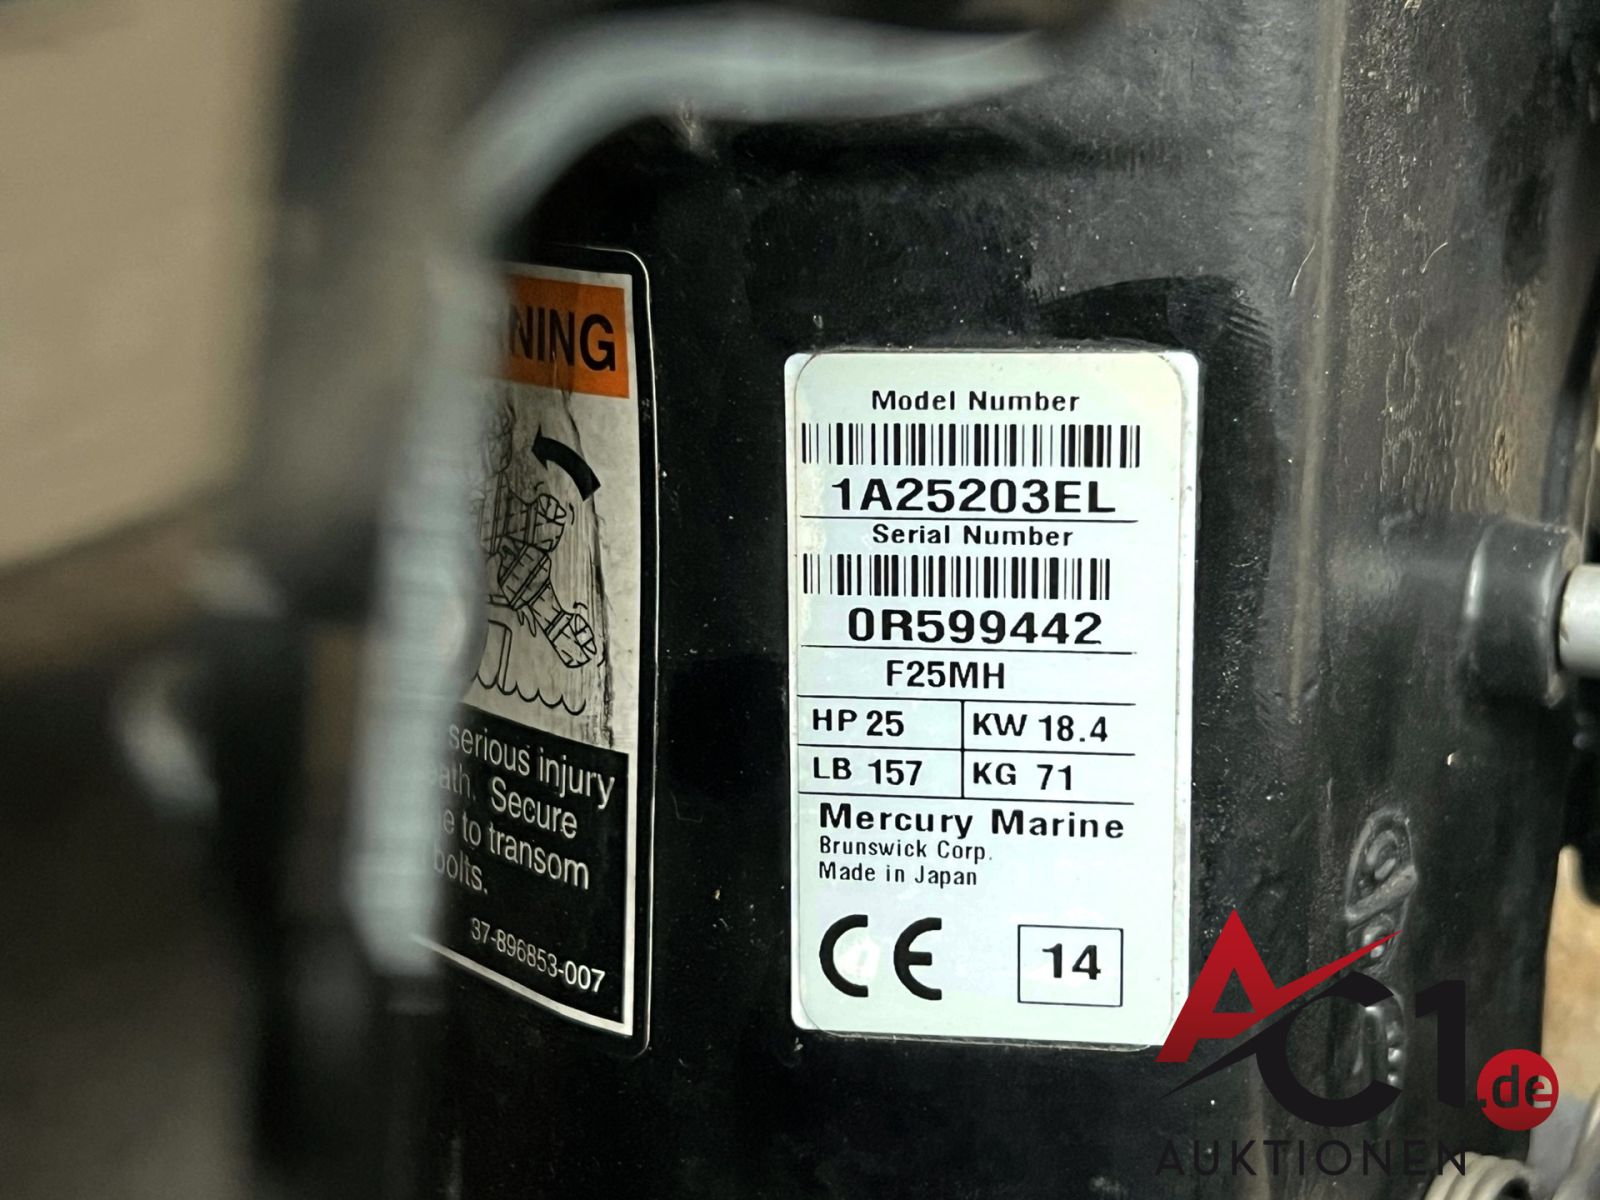 NING
serious injury
ath. Secure
e to transom
bolts.
37-896853-007
Model Number
1A25203EL
Serial Number
0R599442
F25MH
HP 25 KW 18.4
LB 157 KG 71
Mercury Marine
Brunswick Corp.
Made in Japan
CE 14
AC1.de
AUKTIONEN